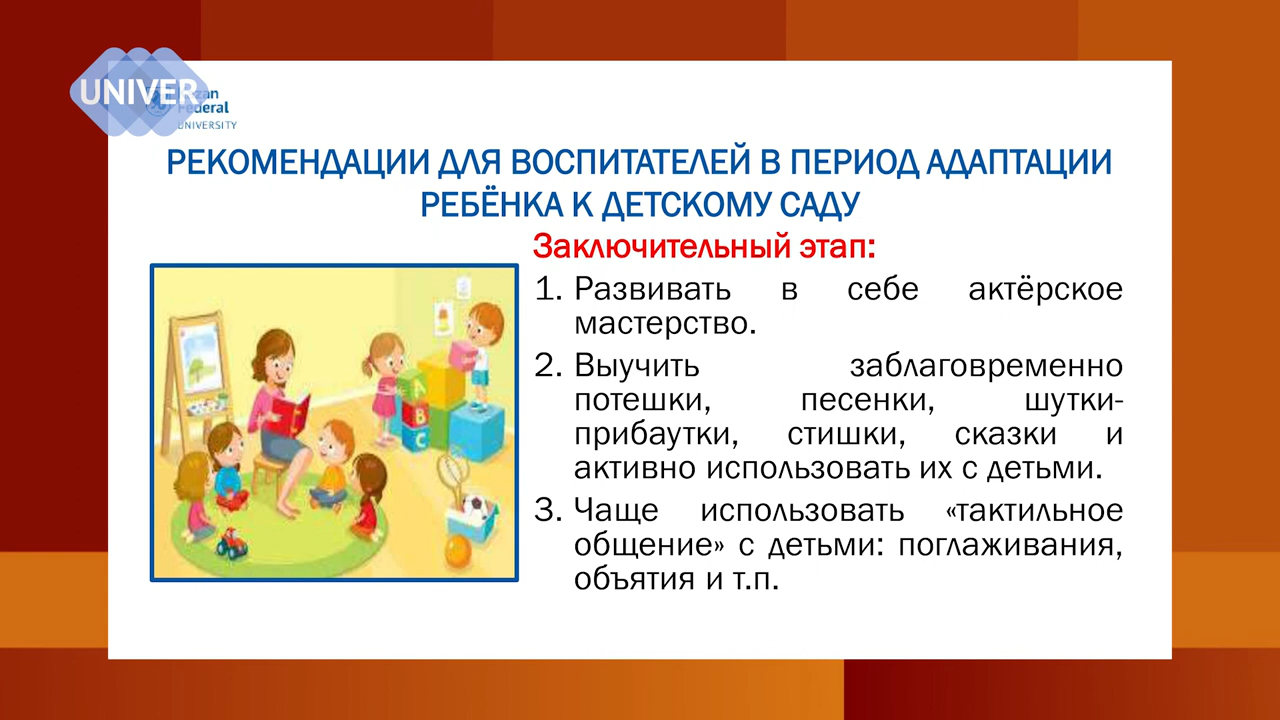 UNIVER
Federal
UNIVERSITY
РЕКОМЕНДАЦИИ ДЛЯ ВОСПИТАТЕЛЕЙ В ПЕРИОД АДАПТАЦИИ
РЕБЁНКА К ДЕТСКОМУ САДУ
Заключительный этап:
1. Развивать в себе актёрское
мастерство.
2. Выучить заблаговременно
потешки, песенки, шутки-
прибаутки, стишки, сказки и
активно использовать их с детьми.
3. Чаще использовать «тактильное
общение» с детьми: поглаживания,
объятия и т.п.
A
B
C